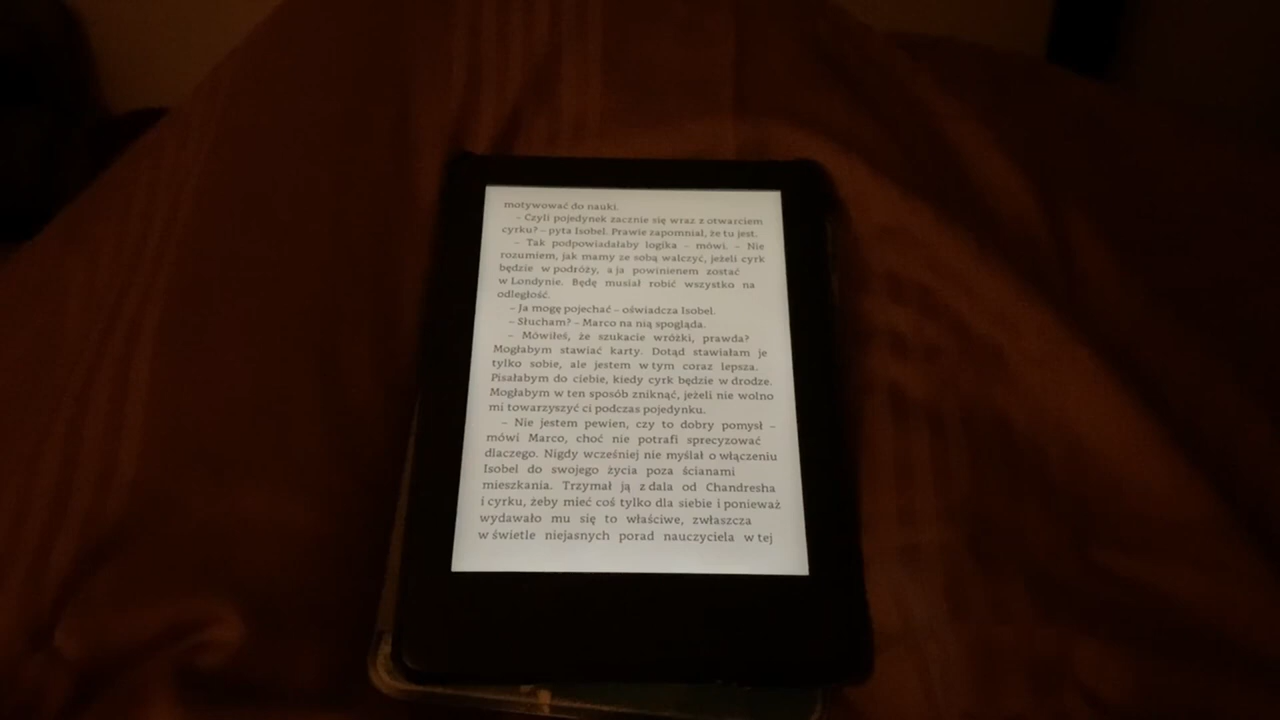 motywować do nauki.
– Czyli pojedynek zacznie się wraz z otwarciem
cyrku? – pyta Isobel. Prawie zapomniał, że tu jest.
– Tak podpowiadałaby logika – mówi. – Nie
rozumiem, jak mamy ze sobą walczyć, jeżeli cyrk
będzie w podróży, a ja powinienem zostać
w Londynie. Będę musiał robić wszystko na
odległość.
– Ja mogę pojechać – oświadcza Isobel.
– Słucham? – Marco na nią spogląda.
– Mówiłeś, że szukacie wróżki, prawda?
Mogłabym stawiać karty. Dotąd stawiałam je
tylko sobie, ale jestem w tym coraz lepsza.
Pisałabym do ciebie, kiedy cyrk będzie w drodze.
Mogłabym w ten sposób zniknąć, jeżeli nie wolno
mi towarzyszyć ci podczas pojedynku.
– Nie jestem pewien, czy to dobry pomysł –
mówi Marco, choć nie potrafi sprecyzować
dlaczego. Nigdy wcześniej nie myślał o włączeniu
Isobel do swojego życia poza ścianami
mieszkania. Trzymał ją z dala od Chandresha
i cyrku, żeby mieć coś tylko dla siebie i ponieważ
wydawało mu się to właściwe, zwłaszcza
w świetle niejasnych porad nauczyciela w tej